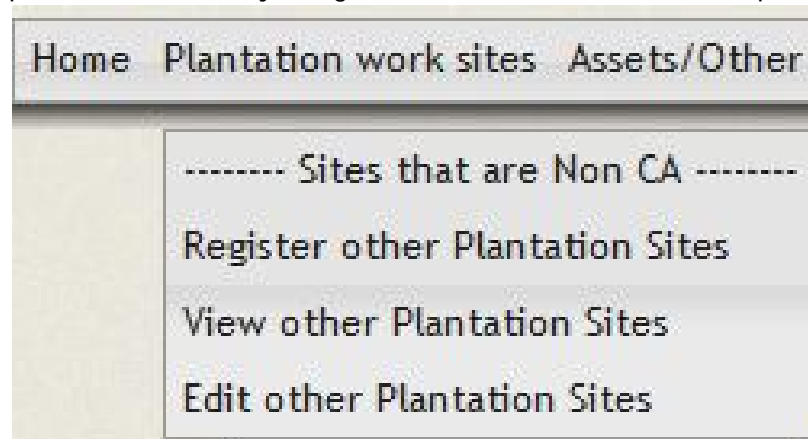 Home Plantation work sites Assets/Other
-------- Sites that are Non CA --------
Register other Plantation Sites
View other Plantation Sites
Edit other Plantation Sites